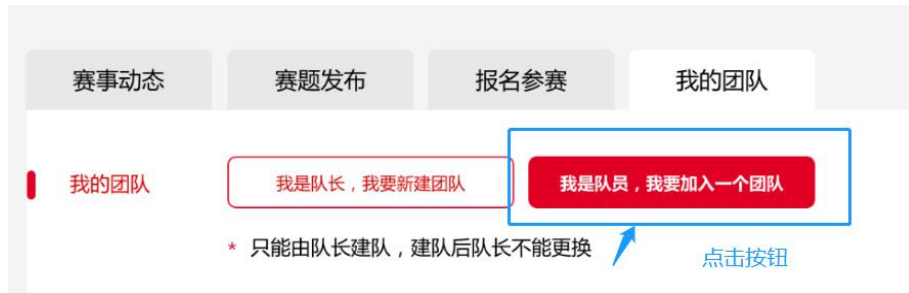 赛事动态 赛题发布 报名参赛 我的团队
我的团队 我是队长，我要新建团队 我是队员，我要加入一个团队
* 只能由队长建队，建队后队长不能更换
点击按钮